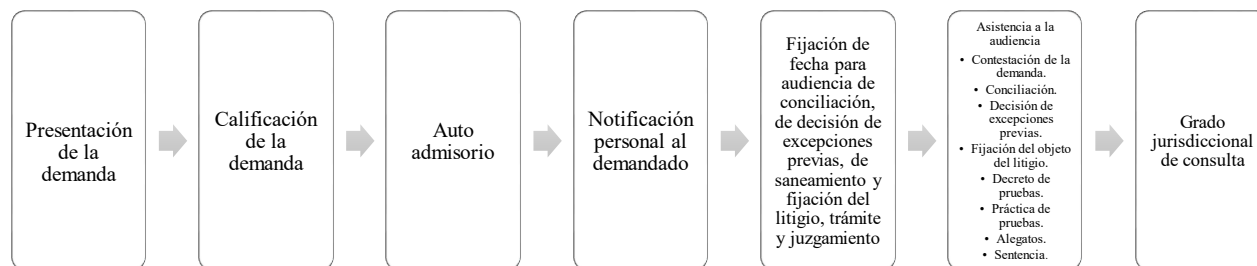 Presentación
de la
demanda
Calificación
de la
demanda
Auto
admisorio
Notificación
personal al
demandado
Fijación de
fecha para
audiencia de
conciliación,
de decisión de
excepciones
previas, de
saneamiento y
fijación del
litigio, trámite
y juzgamiento
Asistencia a la
audiencia
• Contestación de la
demanda.
• Conciliación.
• Decisión de
excepciones
previas.
• Fijación del objeto
del litigio.
• Decreto de
pruebas.
• Práctica de
pruebas.
• Alegatos.
• Sentencia.
Grado
jurisdiccional
de consulta